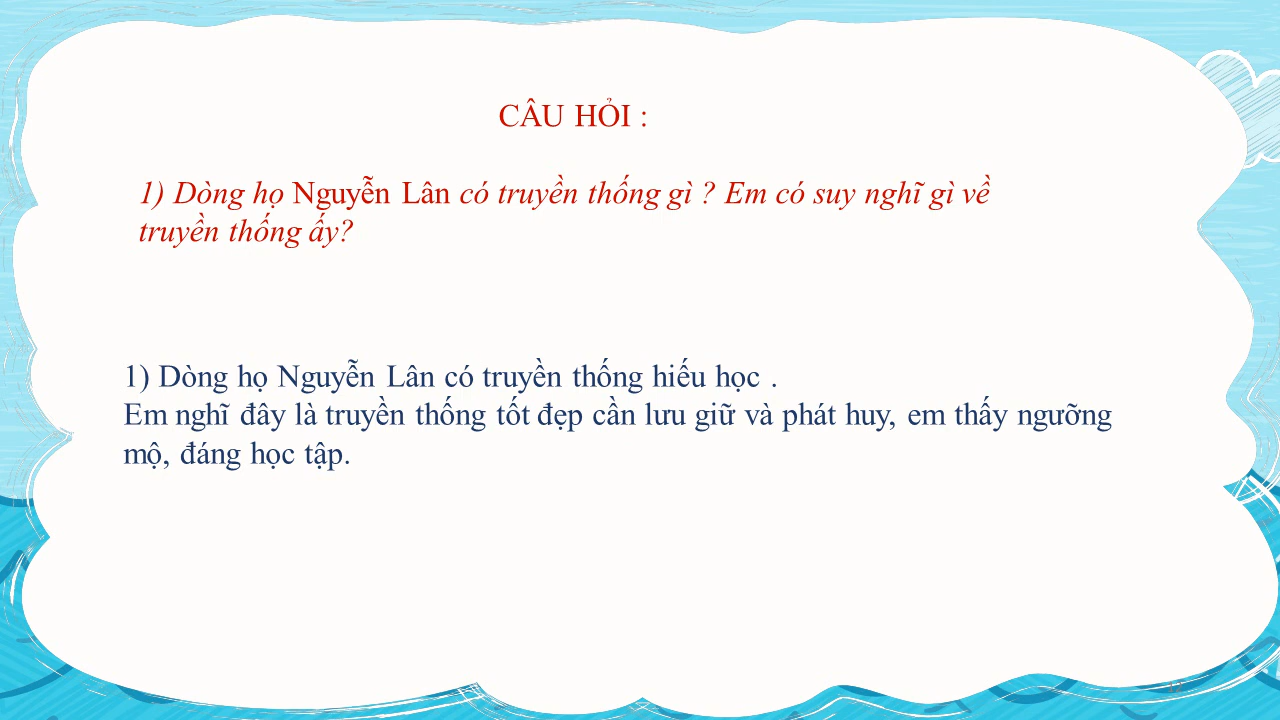 CÂU HỎI :
1) Dòng họ Nguyễn Lân có truyền thống gì ? Em có suy nghĩ gì về
truyền thống ấy?
1) Dòng họ Nguyễn Lân có truyền thống hiếu học .
Em nghĩ đây là truyền thống tốt đẹp cần lưu giữ và phát huy, em thấy ngưỡng
mộ, đáng học tập.